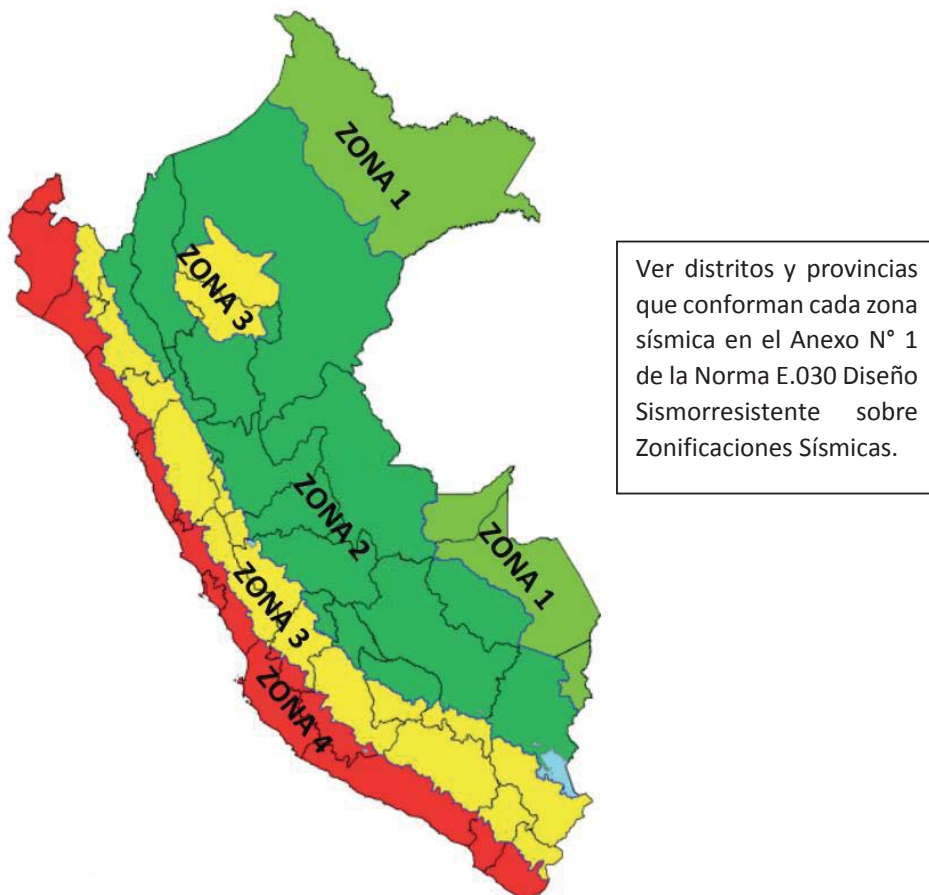 ZONA 1
ZONA 3
Ver distritos y provincias
que conforman cada zona
sísmica en el Anexo N° 1
de la Norma E.030 Diseño
Sismorresistente sobre
Zonificaciones Sísmicas.
ZONA 2
ZONA 1
ZONA 3
ZONA 4